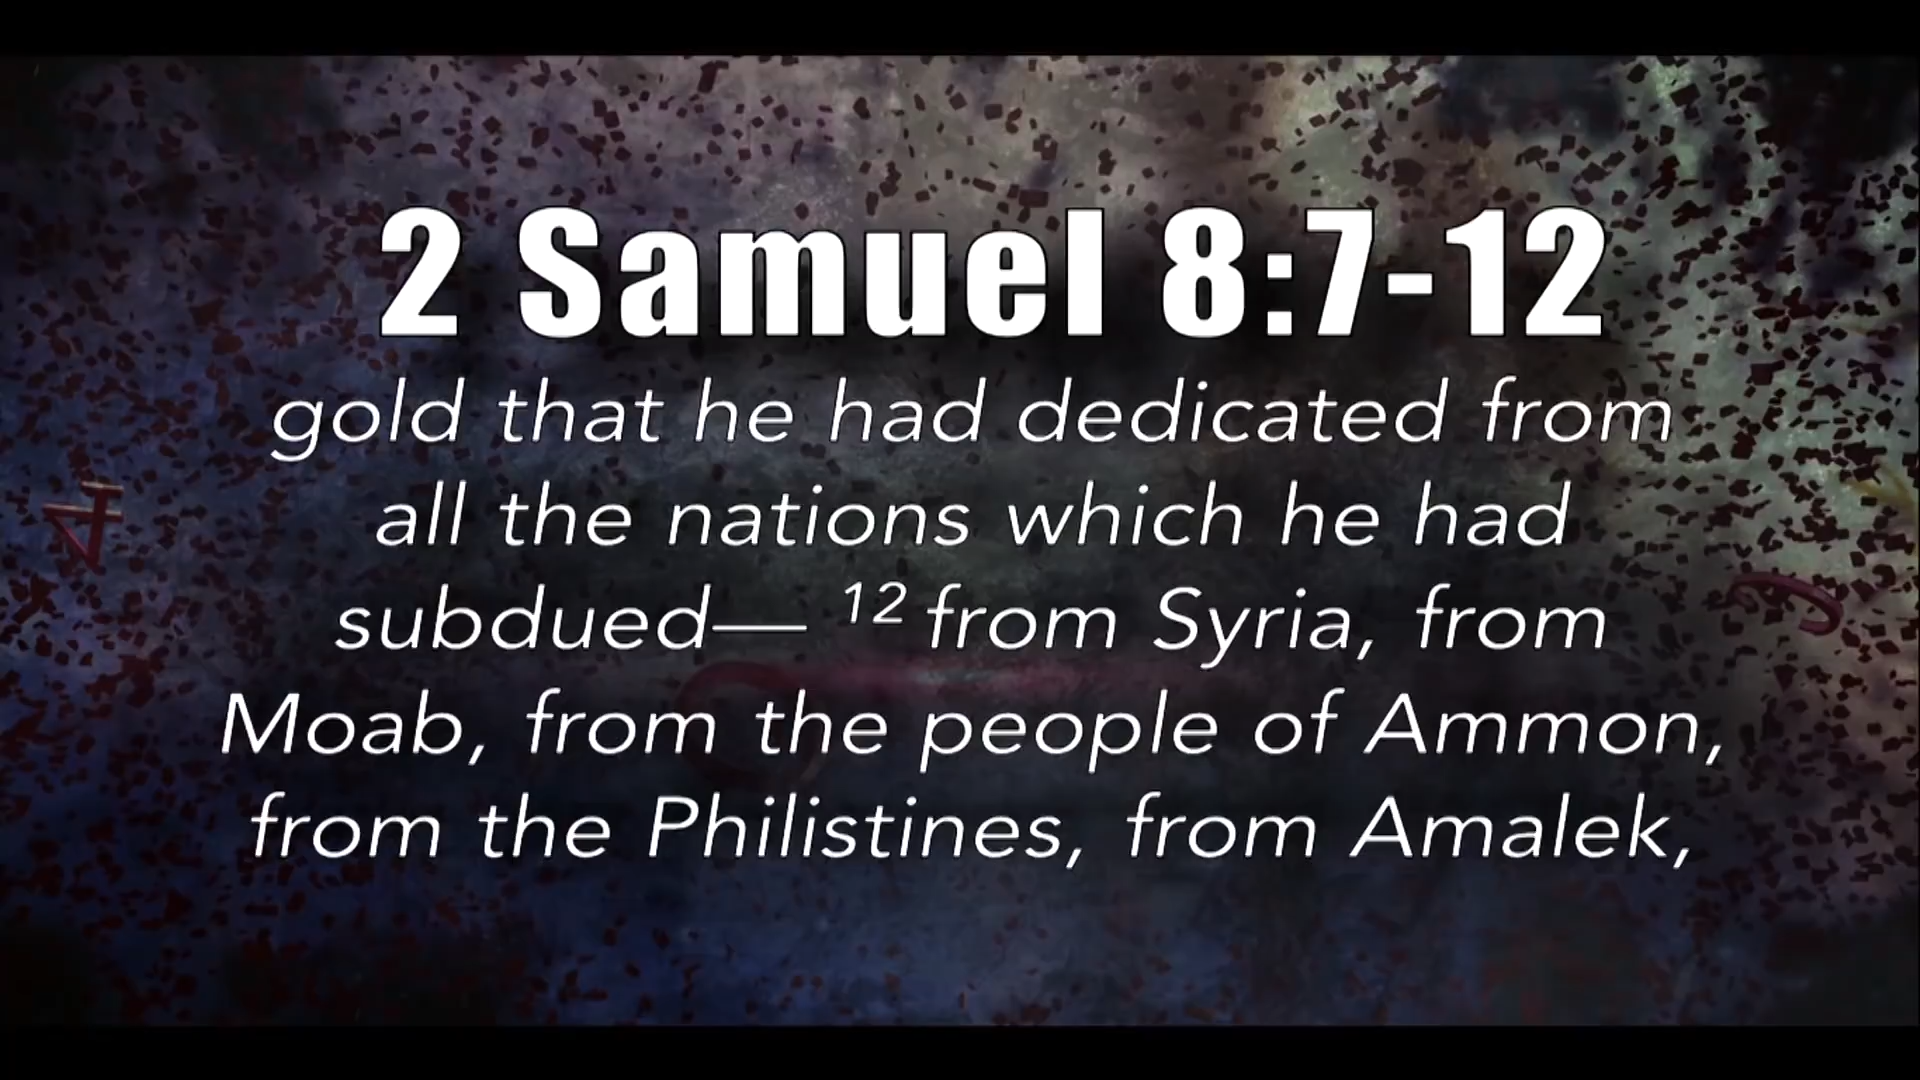 2 Samuel 8:7-12
gold that he had dedicated from
all the nations which he had
subdued— ¹² from Syria, from
Moab, from the people of Ammon,
from the Philistines, from Amalek,